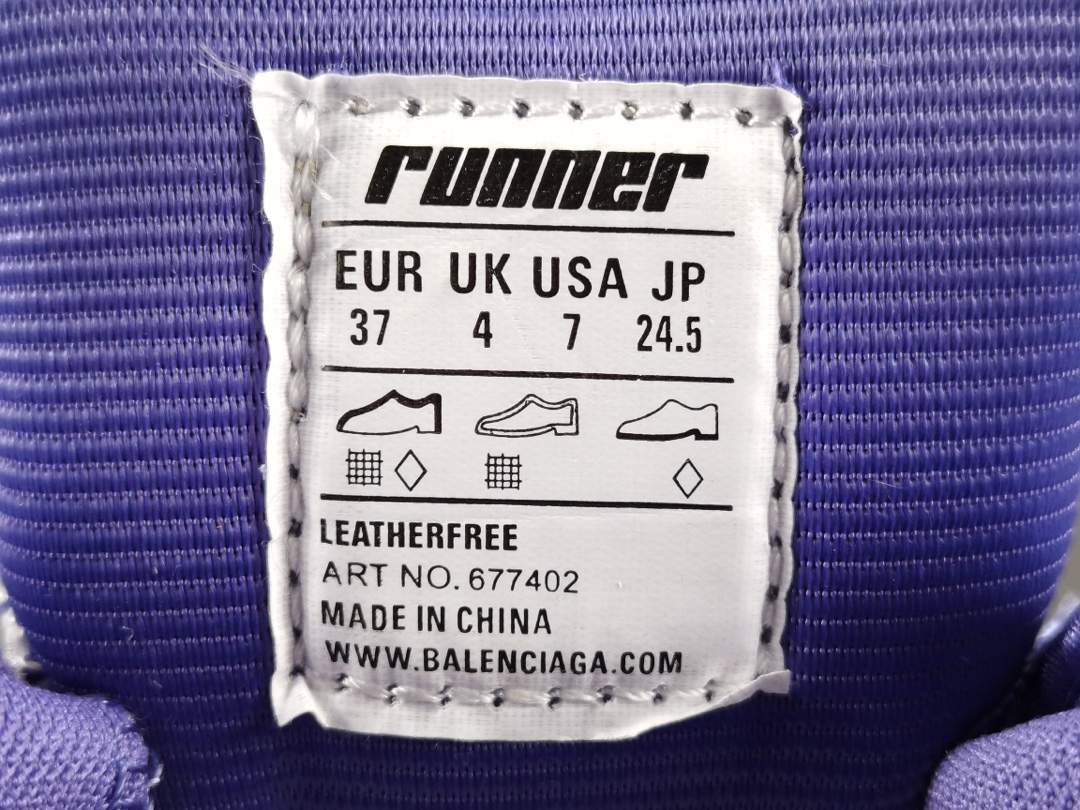 runner
EUR UK USA JP
37 4 7 24.5
LEATHERFREE
ART NO. 677402
MADE IN CHINA
WWW.BALENCIAGA.COM